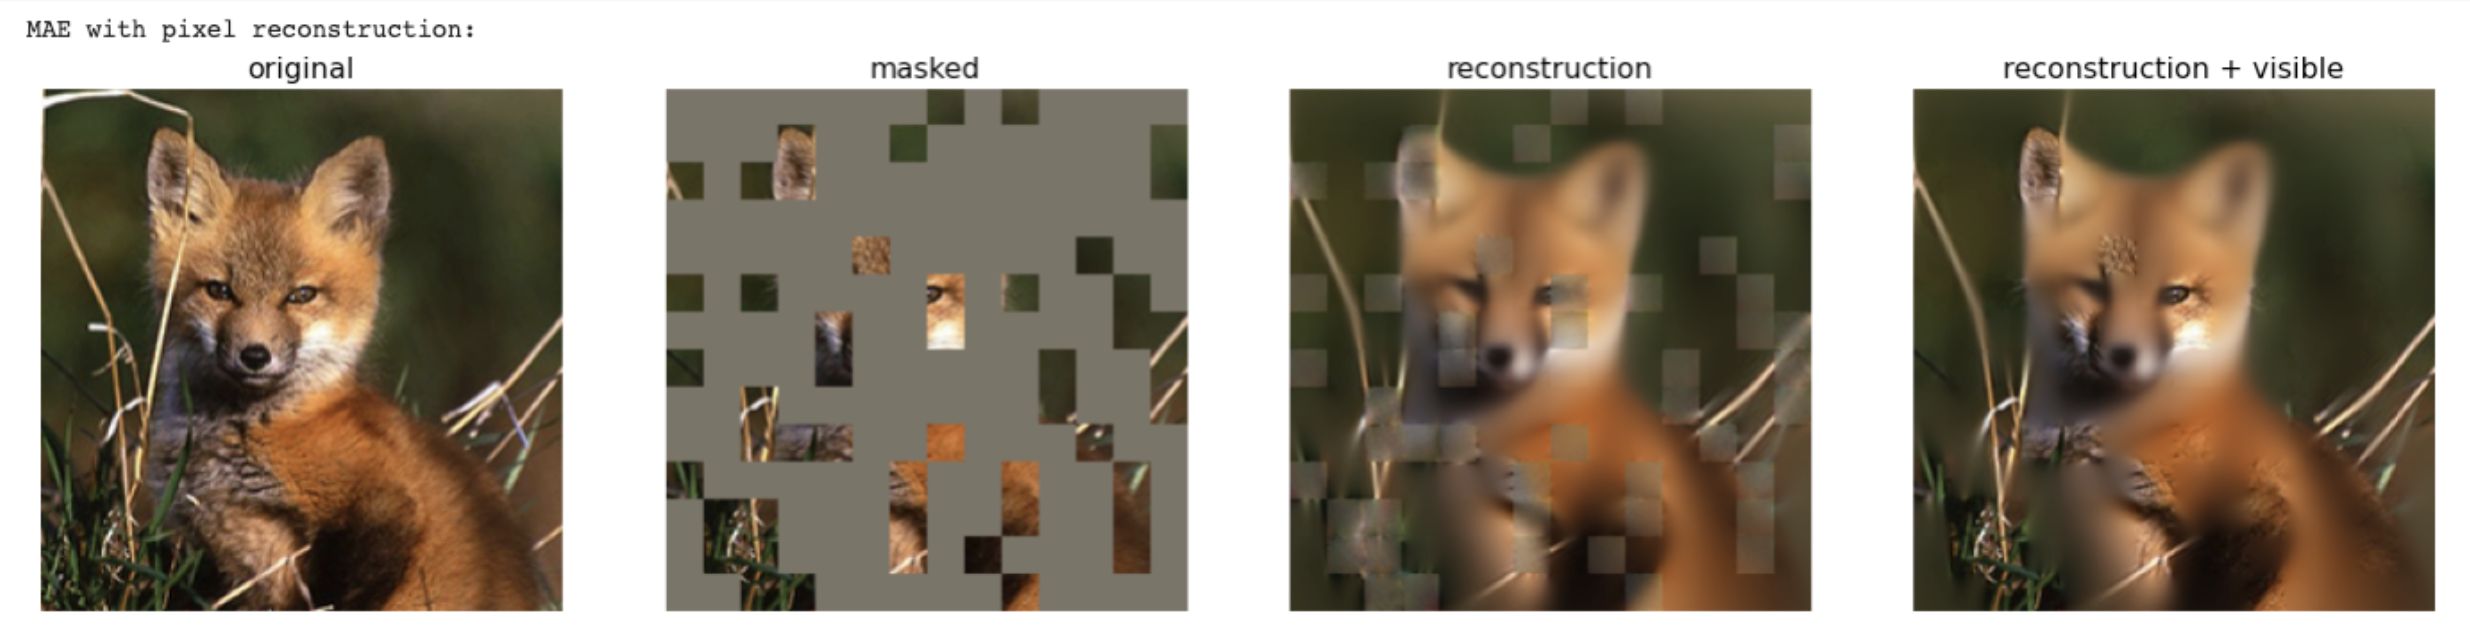 MAE with pixel reconstruction:
original
masked
reconstruction
reconstruction + visible